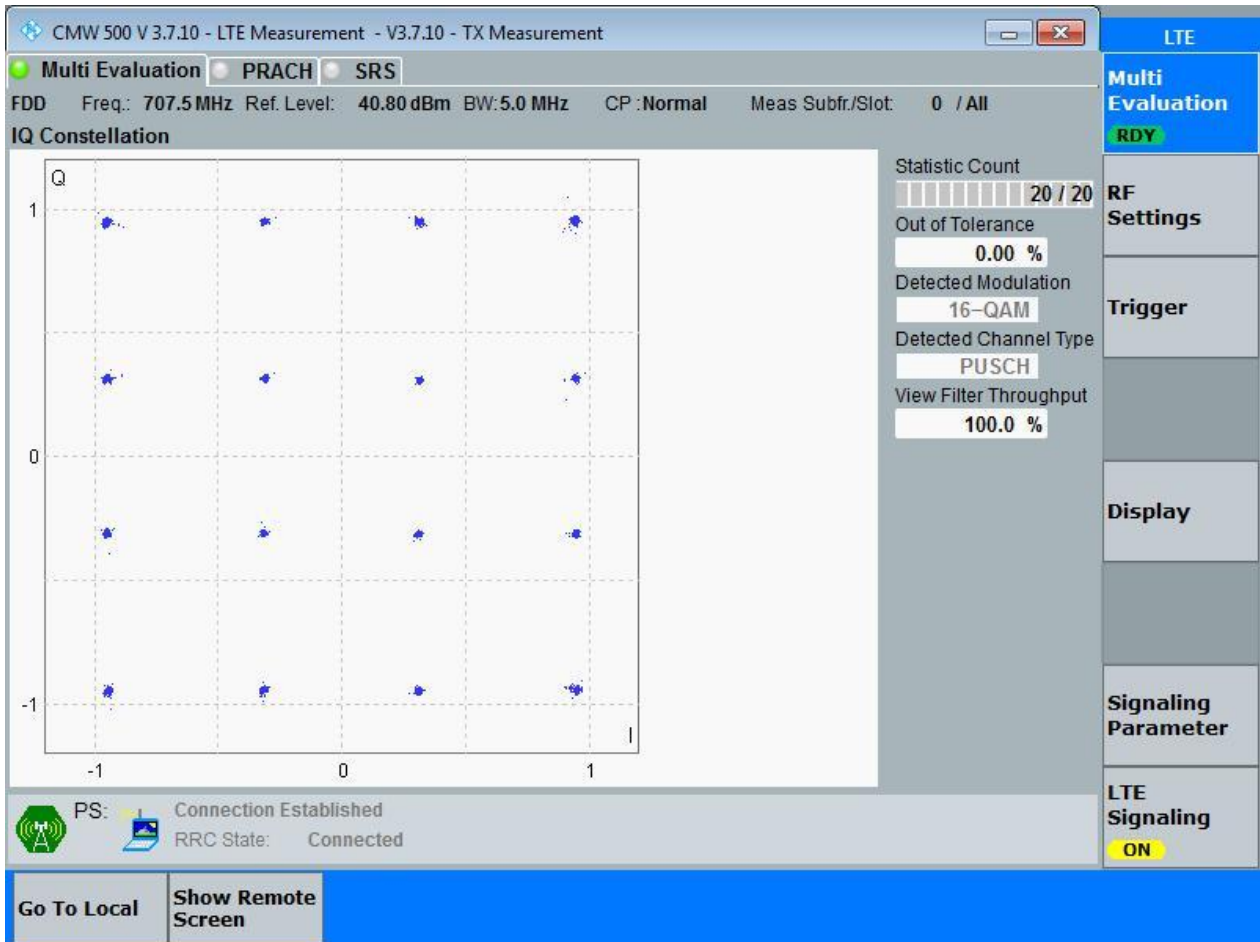 CMW 500 V 3.7.10 - LTE Measurement - V3.7.10 - TX Measurement
LTE
Multi Evaluation PRACH SRS
FDD Freq.: 707.5 MHz Ref. Level: 40.80 dBm BW: 5.0 MHz CP : Normal Meas Subfr./Slot: 0 / All
IQ Constellation
Q
1
0
-1
I
-1 0 1
Statistic Count
20 / 20
Out of Tolerance
0.00 %
Detected Modulation
16-QAM
Detected Channel Type
PUSCH
View Filter Throughput
100.0 %
Multi
Evaluation
RDY
RF
Settings
Trigger
Display
Signaling
Parameter
LTE
Signaling
ON
PS: Connection Established
RRC State: Connected
Go To Local
Show Remote
Screen